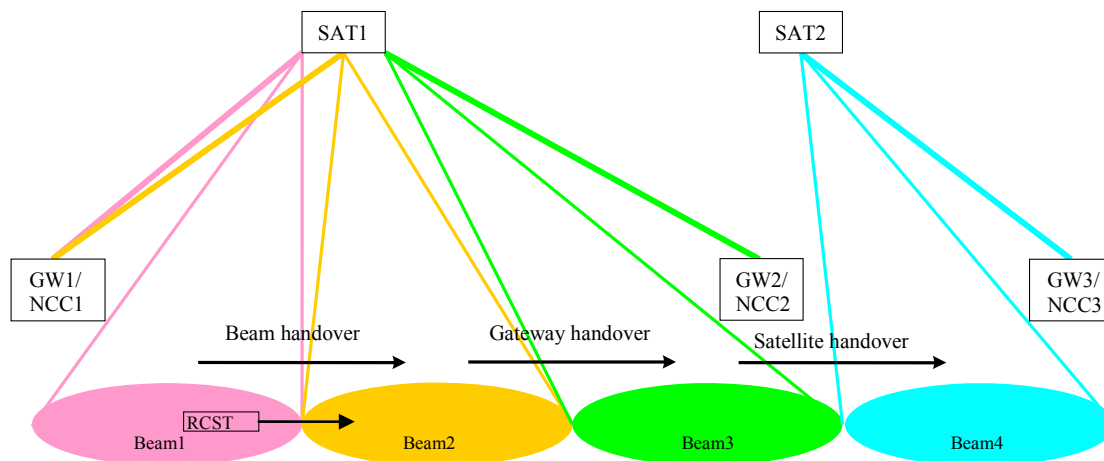 SAT1
SAT2
GW1/
NCC1
GW2/
NCC2
GW3/
NCC3
Beam handover
Gateway handover
Satellite handover
RCST
Beam1
Beam2
Beam3
Beam4